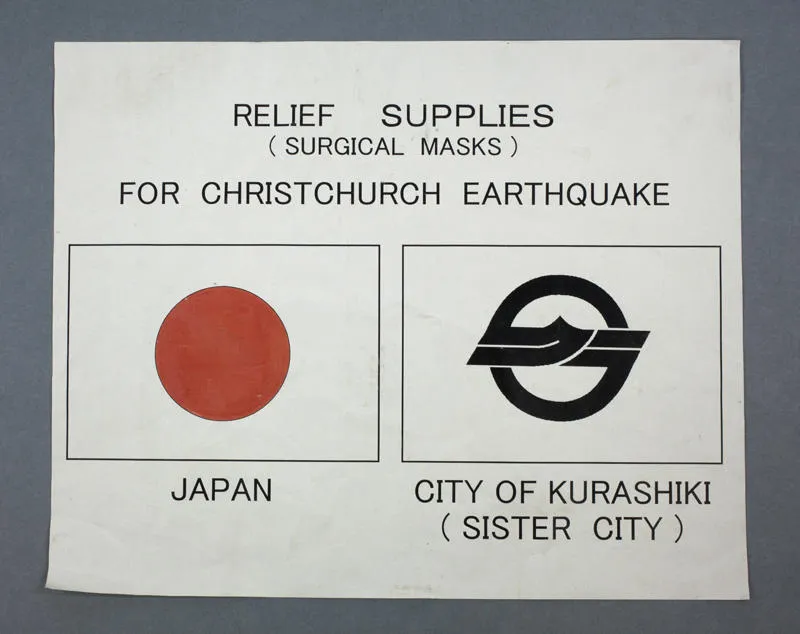 RELIEF SUPPLIES
( SURGICAL MASKS )
FOR CHRISTCHURCH EARTHQUAKE
JAPAN
CITY OF KURASHIKI
( SISTER CITY )